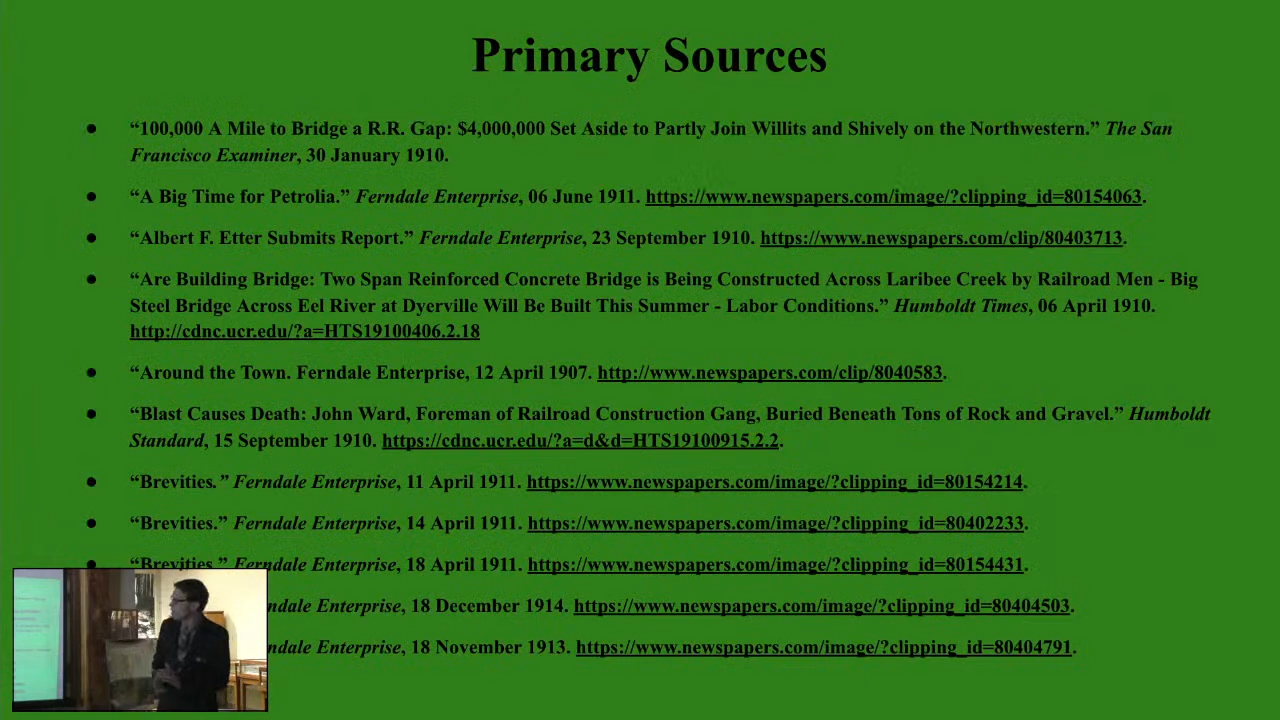 Primary Sources
● “100,000 A Mile to Bridge a R.R. Gap: $4,000,000 Set Aside to Partly Join Willits and Shively on the Northwestern.” The San
Francisco Examiner, 30 January 1910.
● “A Big Time for Petrolia.” Ferndale Enterprise, 06 June 1911. https://www.newspapers.com/image/?clipping_id=80154063.
● “Albert F. Etter Submits Report.” Ferndale Enterprise, 23 September 1910. https://www.newspapers.com/clip/80403713.
● “Are Building Bridge: Two Span Reinforced Concrete Bridge is Being Constructed Across Laribee Creek by Railroad Men - Big
Steel Bridge Across Eel River at Dyerville Will Be Built This Summer - Labor Conditions.” Humboldt Times, 06 April 1910.
http://cdnc.ucr.edu/?a=HTS19100406.2.18
● “Around the Town. Ferndale Enterprise, 12 April 1907. http://www.newspapers.com/clip/8040583.
● “Blast Causes Death: John Ward, Foreman of Railroad Construction Gang, Buried Beneath Tons of Rock and Gravel.” Humboldt
Standard, 15 September 1910. https://cdnc.ucr.edu/?a=d&d=HTS19100915.2.2.
● “Brevities.” Ferndale Enterprise, 11 April 1911. https://www.newspapers.com/image/?clipping_id=80154214.
● “Brevities.” Ferndale Enterprise, 14 April 1911. https://www.newspapers.com/image/?clipping_id=80402233.
● “Brevities.” Ferndale Enterprise, 18 April 1911. https://www.newspapers.com/image/?clipping_id=80154431.
ndale Enterprise, 18 December 1914. https://www.newspapers.com/image/?clipping_id=80404503.
ndale Enterprise, 18 November 1913. https://www.newspapers.com/image/?clipping_id=80404791.